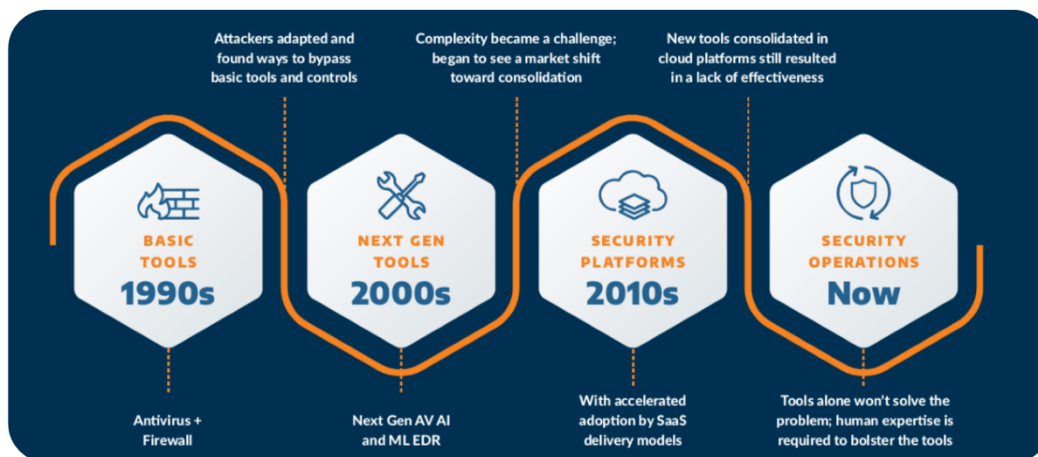 Attackers adapted and
found ways to bypass
basic tools and controls
Complexity became a challenge;
began to see a market shift
toward consolidation
New tools consolidated in
cloud platforms still resulted
in a lack of effectiveness
BASIC
TOOLS
1990s
NEXT GEN
TOOLS
2000s
SECURITY
PLATFORMS
2010s
SECURITY
OPERATIONS
Now
Antivirus +
Firewall
Next Gen AV AI
and ML EDR
With accelerated
adoption by SaaS
delivery models
Tools alone won't solve the
problem; human expertise is
required to bolster the tools